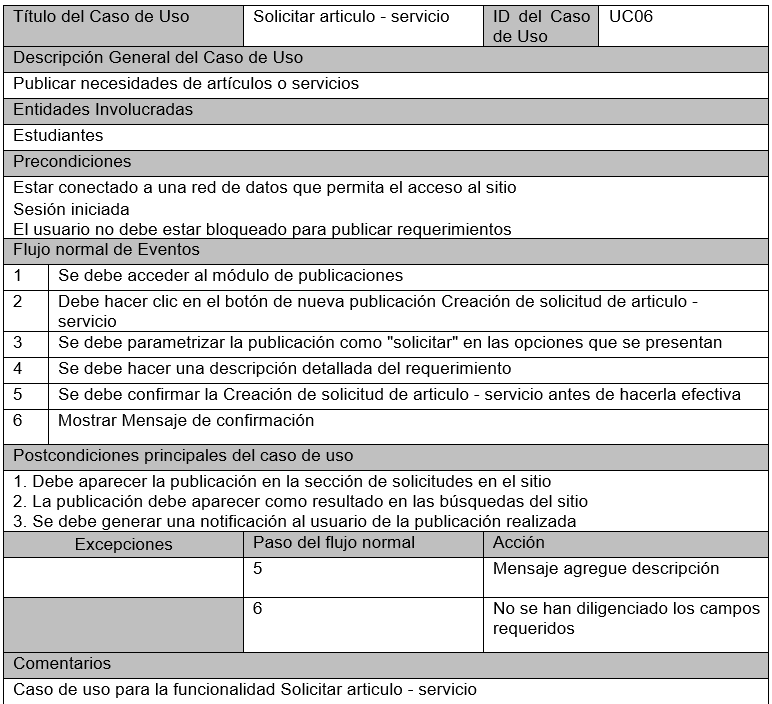 Título del Caso de Uso Solicitar articulo - servicio ID del Caso de Uso UC06
Descripción General del Caso de Uso
Publicar necesidades de artículos o servicios
Entidades Involucradas
Estudiantes
Precondiciones
Estar conectado a una red de datos que permita el acceso al sitio
Sesión iniciada
El usuario no debe estar bloqueado para publicar requerimientos
Flujo normal de Eventos
1 Se debe acceder al módulo de publicaciones
2 Debe hacer clic en el botón de nueva publicación Creación de solicitud de articulo -
servicio
3 Se debe parametrizar la publicación como "solicitar" en las opciones que se presentan
4 Se debe hacer una descripción detallada del requerimiento
5 Se debe confirmar la Creación de solicitud de articulo - servicio antes de hacerla efectiva
6 Mostrar Mensaje de confirmación
Postcondiciones principales del caso de uso
1. Debe aparecer la publicación en la sección de solicitudes en el sitio
2. La publicación debe aparecer como resultado en las búsquedas del sitio
3. Se debe generar una notificación al usuario de la publicación realizada
Excepciones Paso del flujo normal Acción
5 Mensaje agregue descripción
6 No se han diligenciado los campos
requeridos
Comentarios
Caso de uso para la funcionalidad Solicitar articulo - servicio